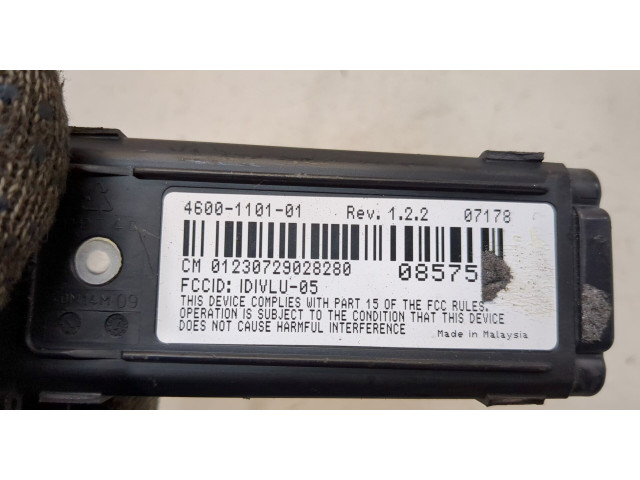 4600-1101-01 Rev. 1.2.2 07178
CM 01230729028280 08575
FCCID: IDIVLU-05
THIS DEVICE COMPLIES WITH PART 15 OF THE FCC RULES.
OPERATION IS SUBJECT TO THE CONDITION THAT THIS DEVICE
DOES NOT CAUSE HARMFUL INTERFERENCE
Made in Malaysia